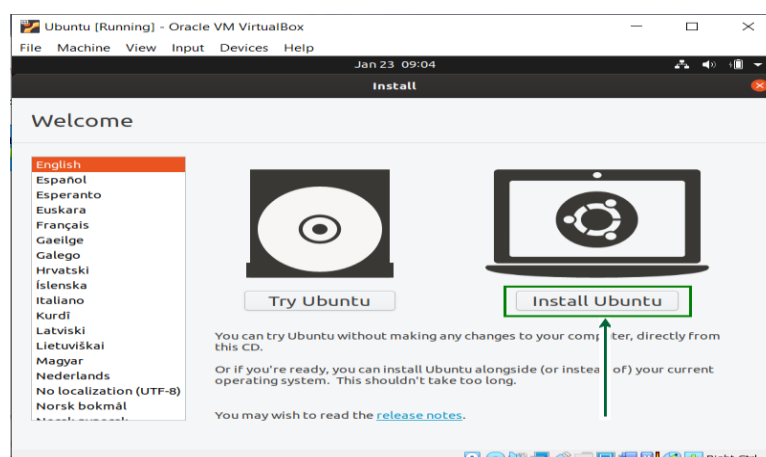 Ubuntu [Running] - Oracle VM VirtualBox
File Machine View Input Devices Help
Jan 23 09:04
Install
Welcome
English
Español
Esperanto
Euskara
Français
Gaeilge
Galego
Hrvatski
Íslenska
Italiano
Kurdî
Latviski
Lietuviškai
Magyar
Nederlands
No localization (UTF-8)
Norsk bokmål
Try Ubuntu
Install Ubuntu
You can try Ubuntu without making any changes to your computer, directly from
this CD.
Or if you're ready, you can install Ubuntu alongside (or instead of) your current
operating system. This shouldn't take too long.
You may wish to read the release notes.